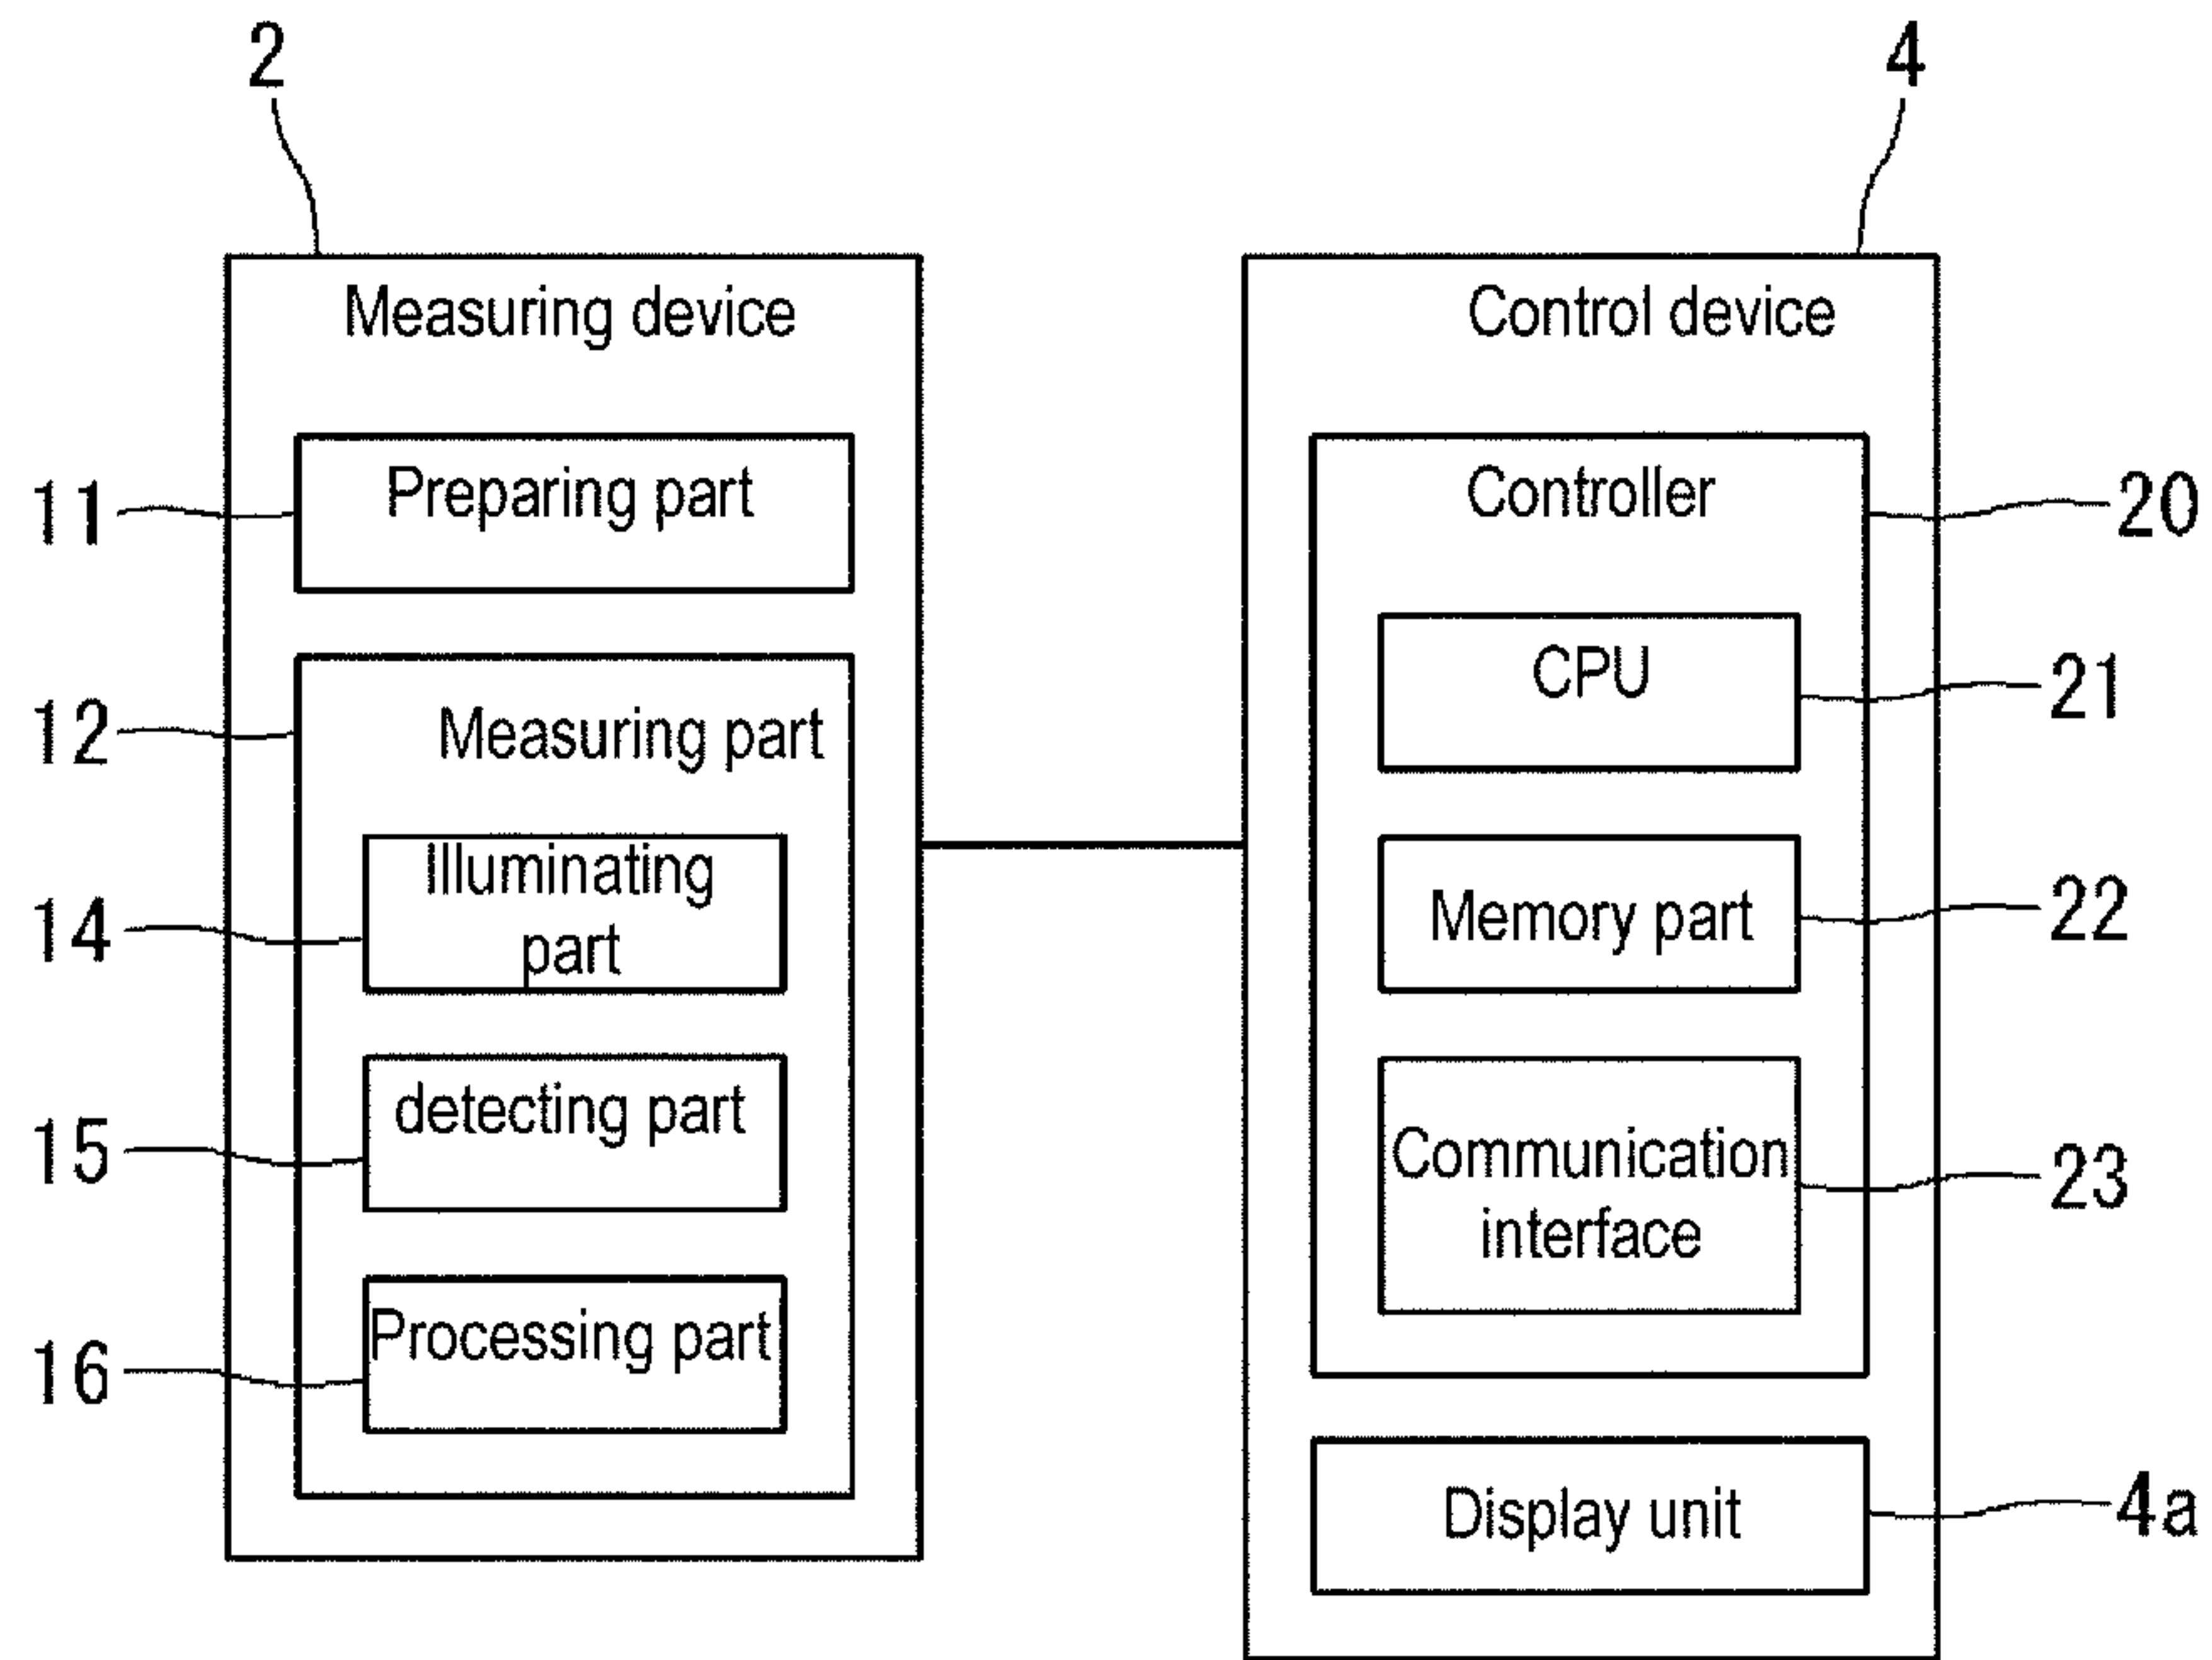 2
4
Measuring device
Control device
Preparing part
11
Controller
20
CPU
21
12
Measuring part
Illuminating
part
14
Memory part
22
detecting part
15
Communication
interface
23
Processing part
16
Display unit
4a